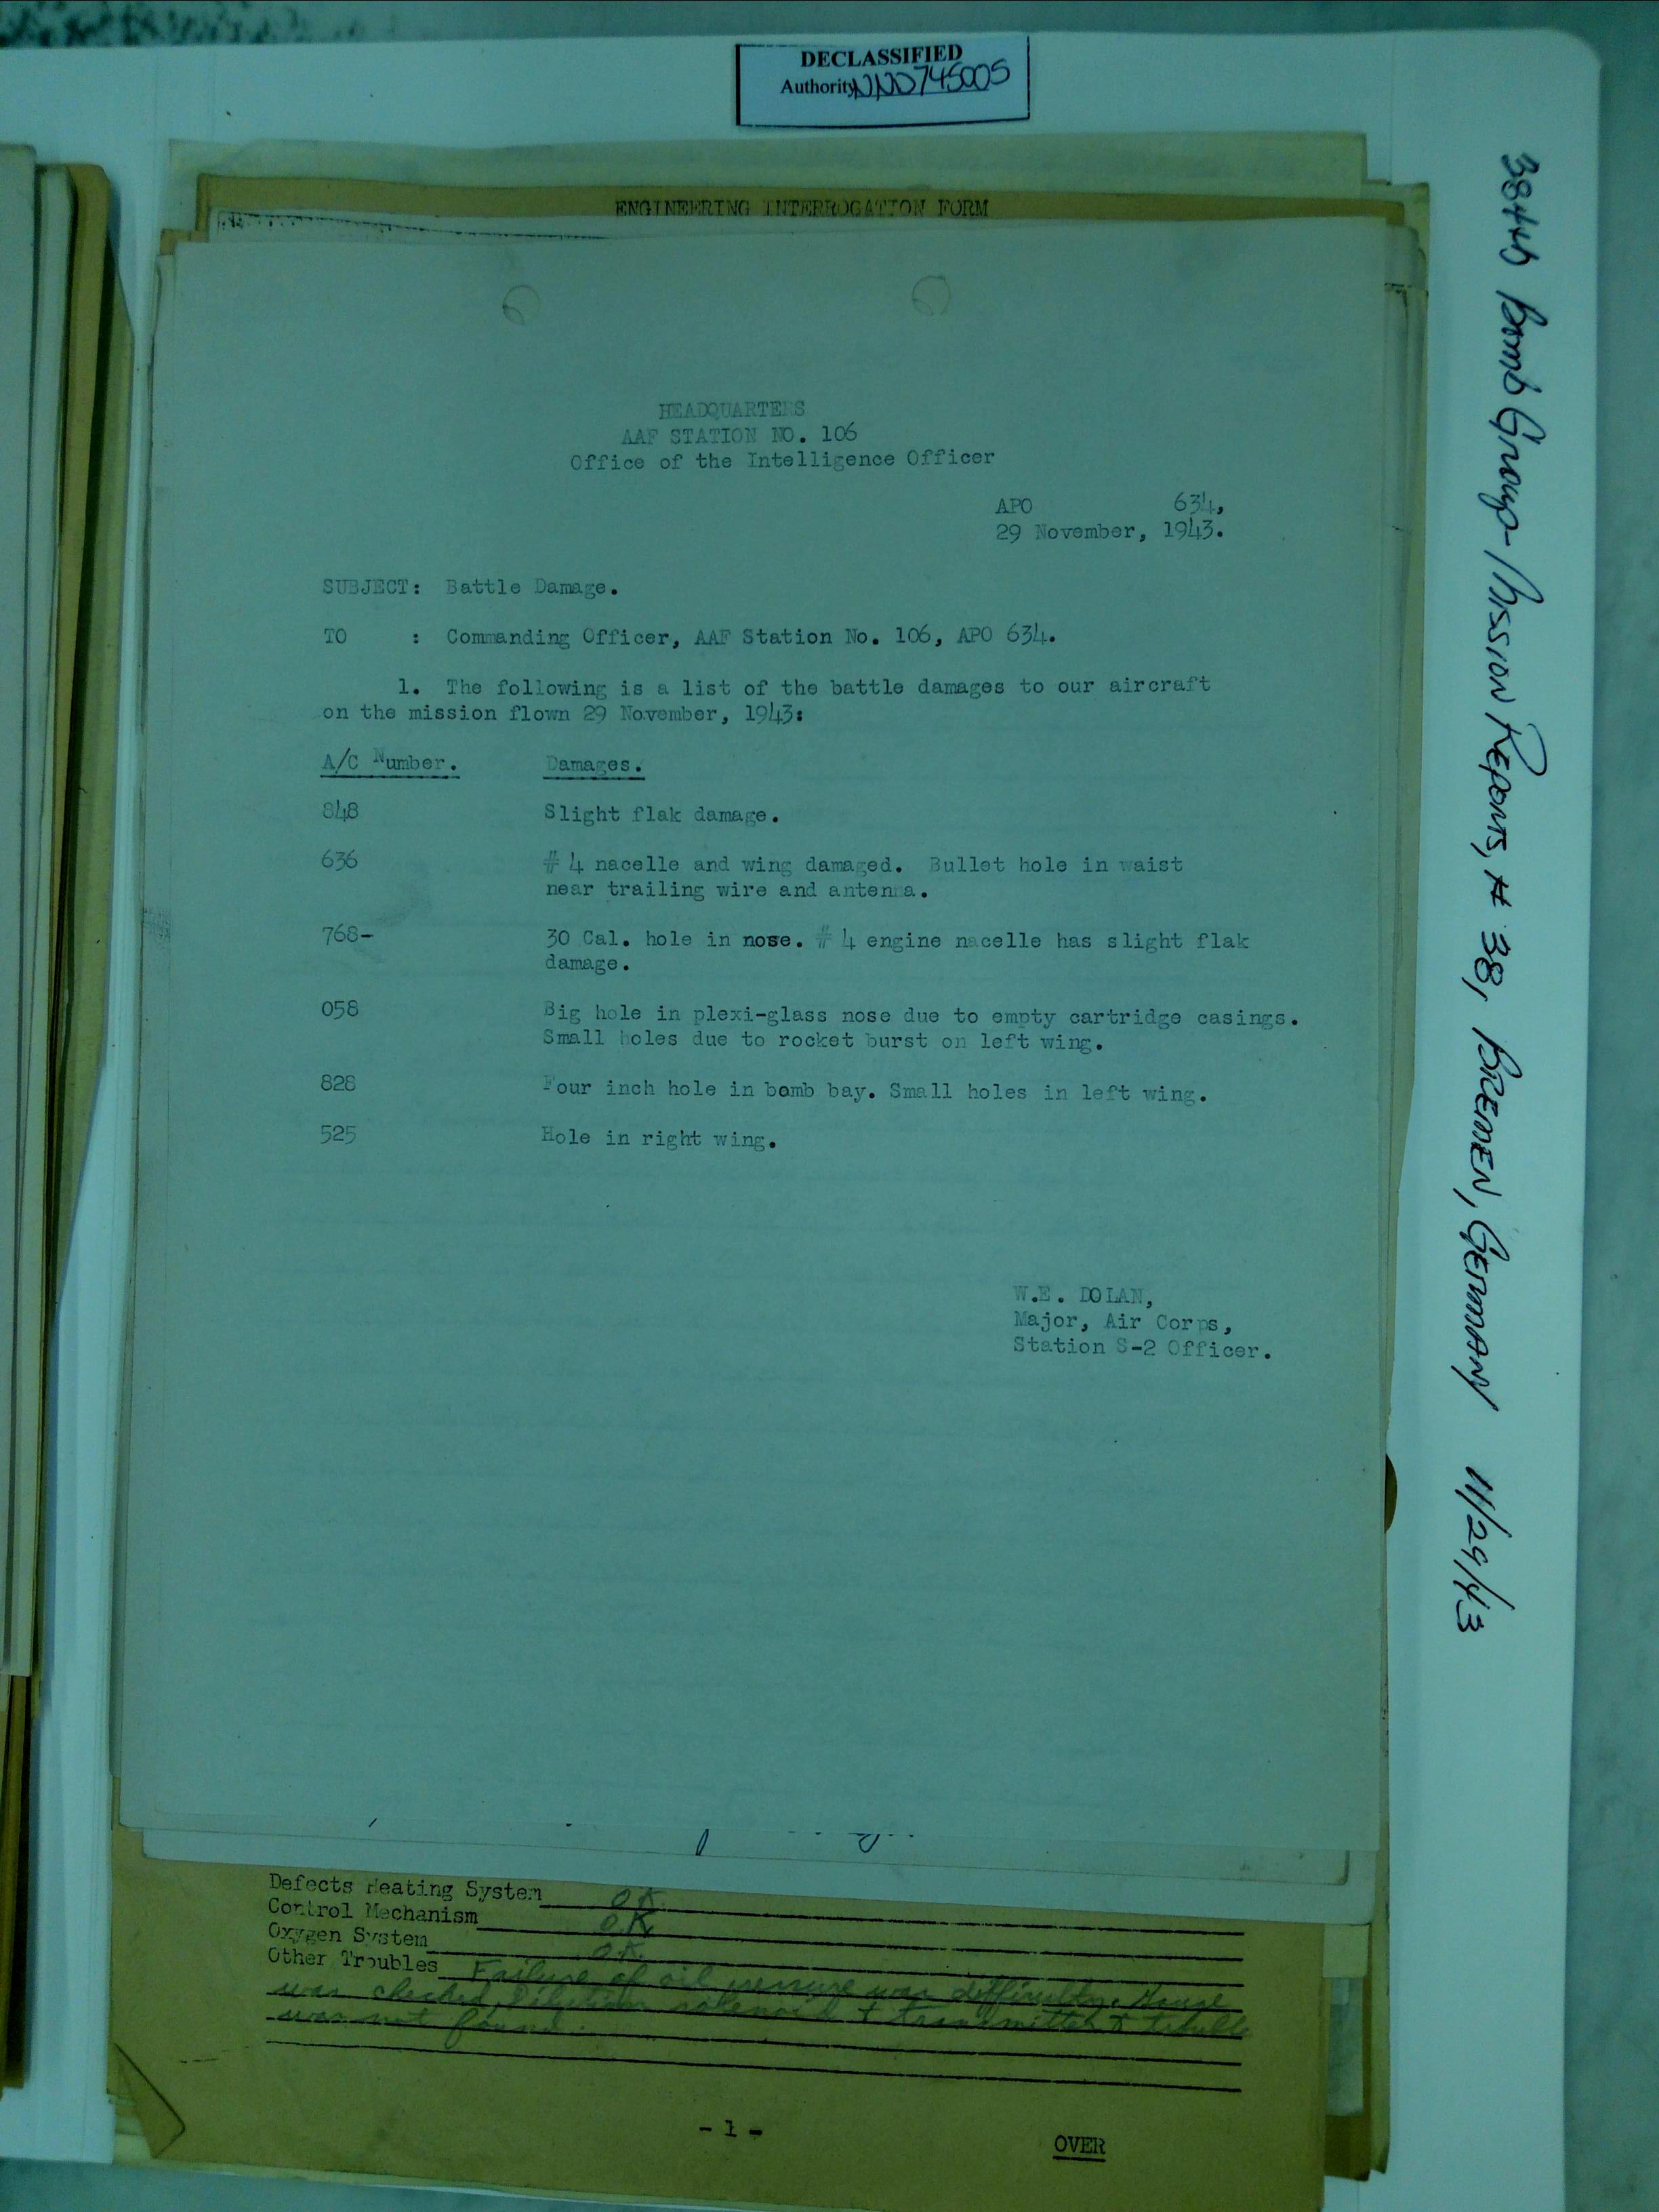 DECLASSIFIED
Authority NND 745005
ENGINEERING INTERROGATION FORM
HEADQUARTERS
AAF STATION NO. 106
Office of the Intelligence Officer
APO 634,
29 November, 1943.
SUBJECT: Battle Damage.
TO : Commanding Officer, AAF Station No. 106, APO 634.
1. The following is a list of the battle damages to our aircraft
on the mission flown 29 November, 1943:
A/C Number. Damages.
848 Slight flak damage.
636 # 4 nacelle and wing damaged. Bullet hole in waist
near trailing wire and antenna.
768- 30 Cal. hole in nose. # 4 engine nacelle has slight flak
damage.
058 Big hole in plexi-glass nose due to empty cartridge casings.
Small holes due to rocket burst on left wing.
828 Four inch hole in bomb bay. Small holes in left wing.
525 Hole in right wing.
W.E. DOLAN,
Major, Air Corps,
Station S-2 Officer.
Defects Heating System O.K.
Control Mechanism O.K.
Oxygen System O.K.
Other Troubles Failure of oil pressure was difficulty.
was checked, Dilution solenoid & transmitter & trouble
was not found.
- 1 -
OVER
384th Bomb Group - Mission Reports, # 38, BREMEN, GERMANY 11/29/43